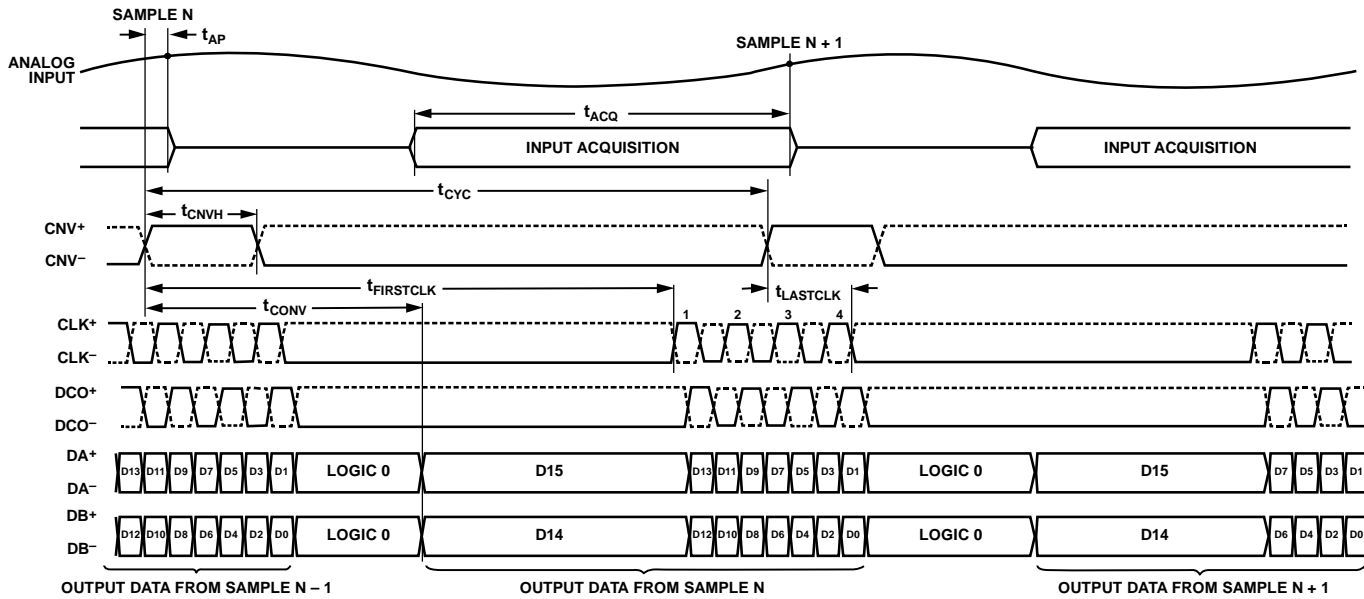 SAMPLE N
tAP
SAMPLE N + 1
ANALOG
INPUT
tACQ
INPUT ACQUISITION
INPUT ACQUISITION
tCYC
tCNVH
CNV+
CNV−
tFIRSTCLK
tLASTCLK
tCONV
CLK+
1 2 3 4
CLK−
DCO+
DCO−
DA+
D13 D11 D9 D7 D5 D3 D1 LOGIC 0 D15 D13 D11 D9 D7 D5 D3 D1 LOGIC 0 D15 D7 D5 D3 D1
DA−
DB+
D12 D10 D8 D6 D4 D2 D0 LOGIC 0 D14 D12 D10 D8 D6 D4 D2 D0 LOGIC 0 D14 D6 D4 D2 D0
DB−
OUTPUT DATA FROM SAMPLE N – 1 OUTPUT DATA FROM SAMPLE N OUTPUT DATA FROM SAMPLE N + 1